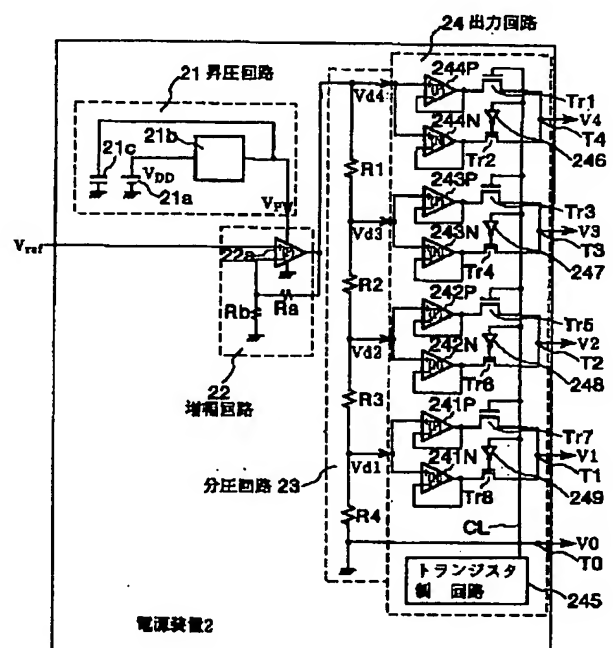 24 出力回路
21 昇圧回路
244P
Vd4
Tr1
V4
T4
21b
21c
VDD
21a
244N
Tr2
246
R1
243P
VPW
Vd3
Tr3
V3
T3
Vref
22a
243N
Tr4
247
R2
Ra
Rb
242P
Tr5
V2
T2
Vd2
242N
Tr6
248
22
増幅回路
R3
241P
Tr7
V1
T1
分圧回路 23
Vd1
241N
Tr8
249
R4
CL
V0
T0
トランジスタ
回路
245
電源装置2